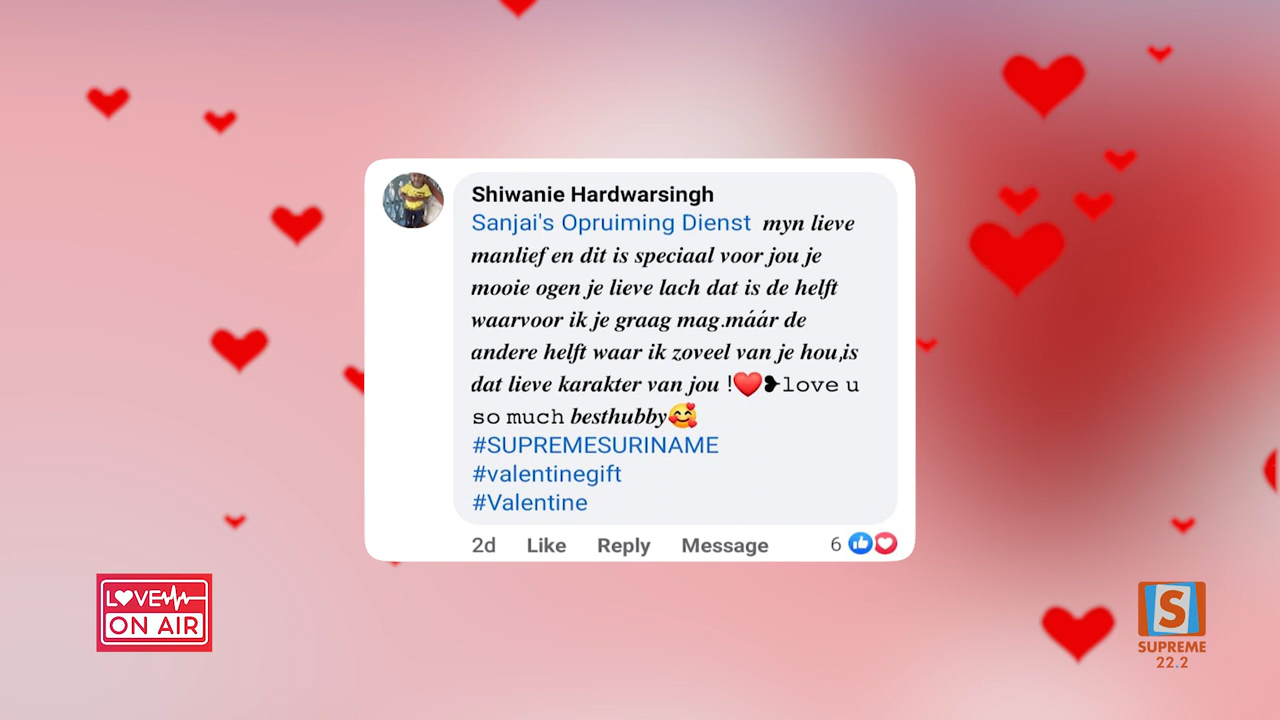 Shiwanie Hardwarsingh
Sanjai's Opruiming Dienst myn lieve
manlief en dit is speciaal voor jou je
mooie ogen je lieve lach dat is de helft
waarvoor ik je graag mag.máár de
andere helft waar ik zoveel van je hou,is
dat lieve karakter van jou !❤️❥love u
so much besthubby🥰
#SUPREMESURINAME
#valentinegift
#Valentine
2d Like Reply Message 6
LOVE
ON AIR
S
SUPREME
22.2